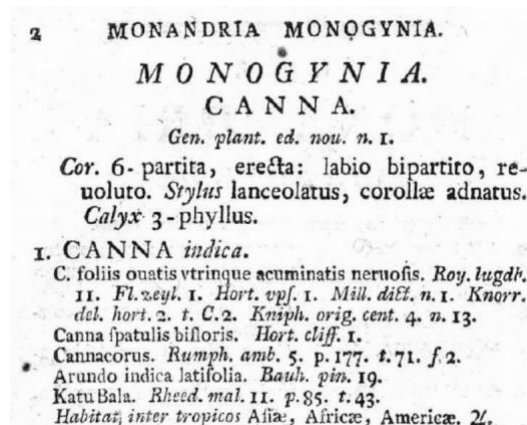 2 MONANDRIA MONOGYNIA.
MONOGYNIA.
CANNA.
Gen. plant. ed. nou. n. 1.
Cor. 6-partita, erecta: labio bipartito, re-
uoluto. Stylus lanceolatus, corollæ adnatus.
Calyx 3-phyllus.
1. CANNA indica.
C. foliis ouatis vtrinque acuminatis neruoſis. Roy. lugdb.
11. Fl. zeyl. 1. Hort. vpſ. 1. Mill. dict. n. 1. Knorr.
del. hort. 2. t. C. 2. Kniph. orig. cent. 4. n. 13.
Canna ſpatulis bifloris. Hort. cliff. 1.
Cannacorus. Rumph. amb. 5. p. 177. t. 71. f. 2.
Arundo indica latifolia. Bauh. pin. 19.
Katu Bala. Rheed. mal. 11. p. 85. t. 43.
Habitat inter tropicos Aſiæ, Africæ, Americæ. ♃.